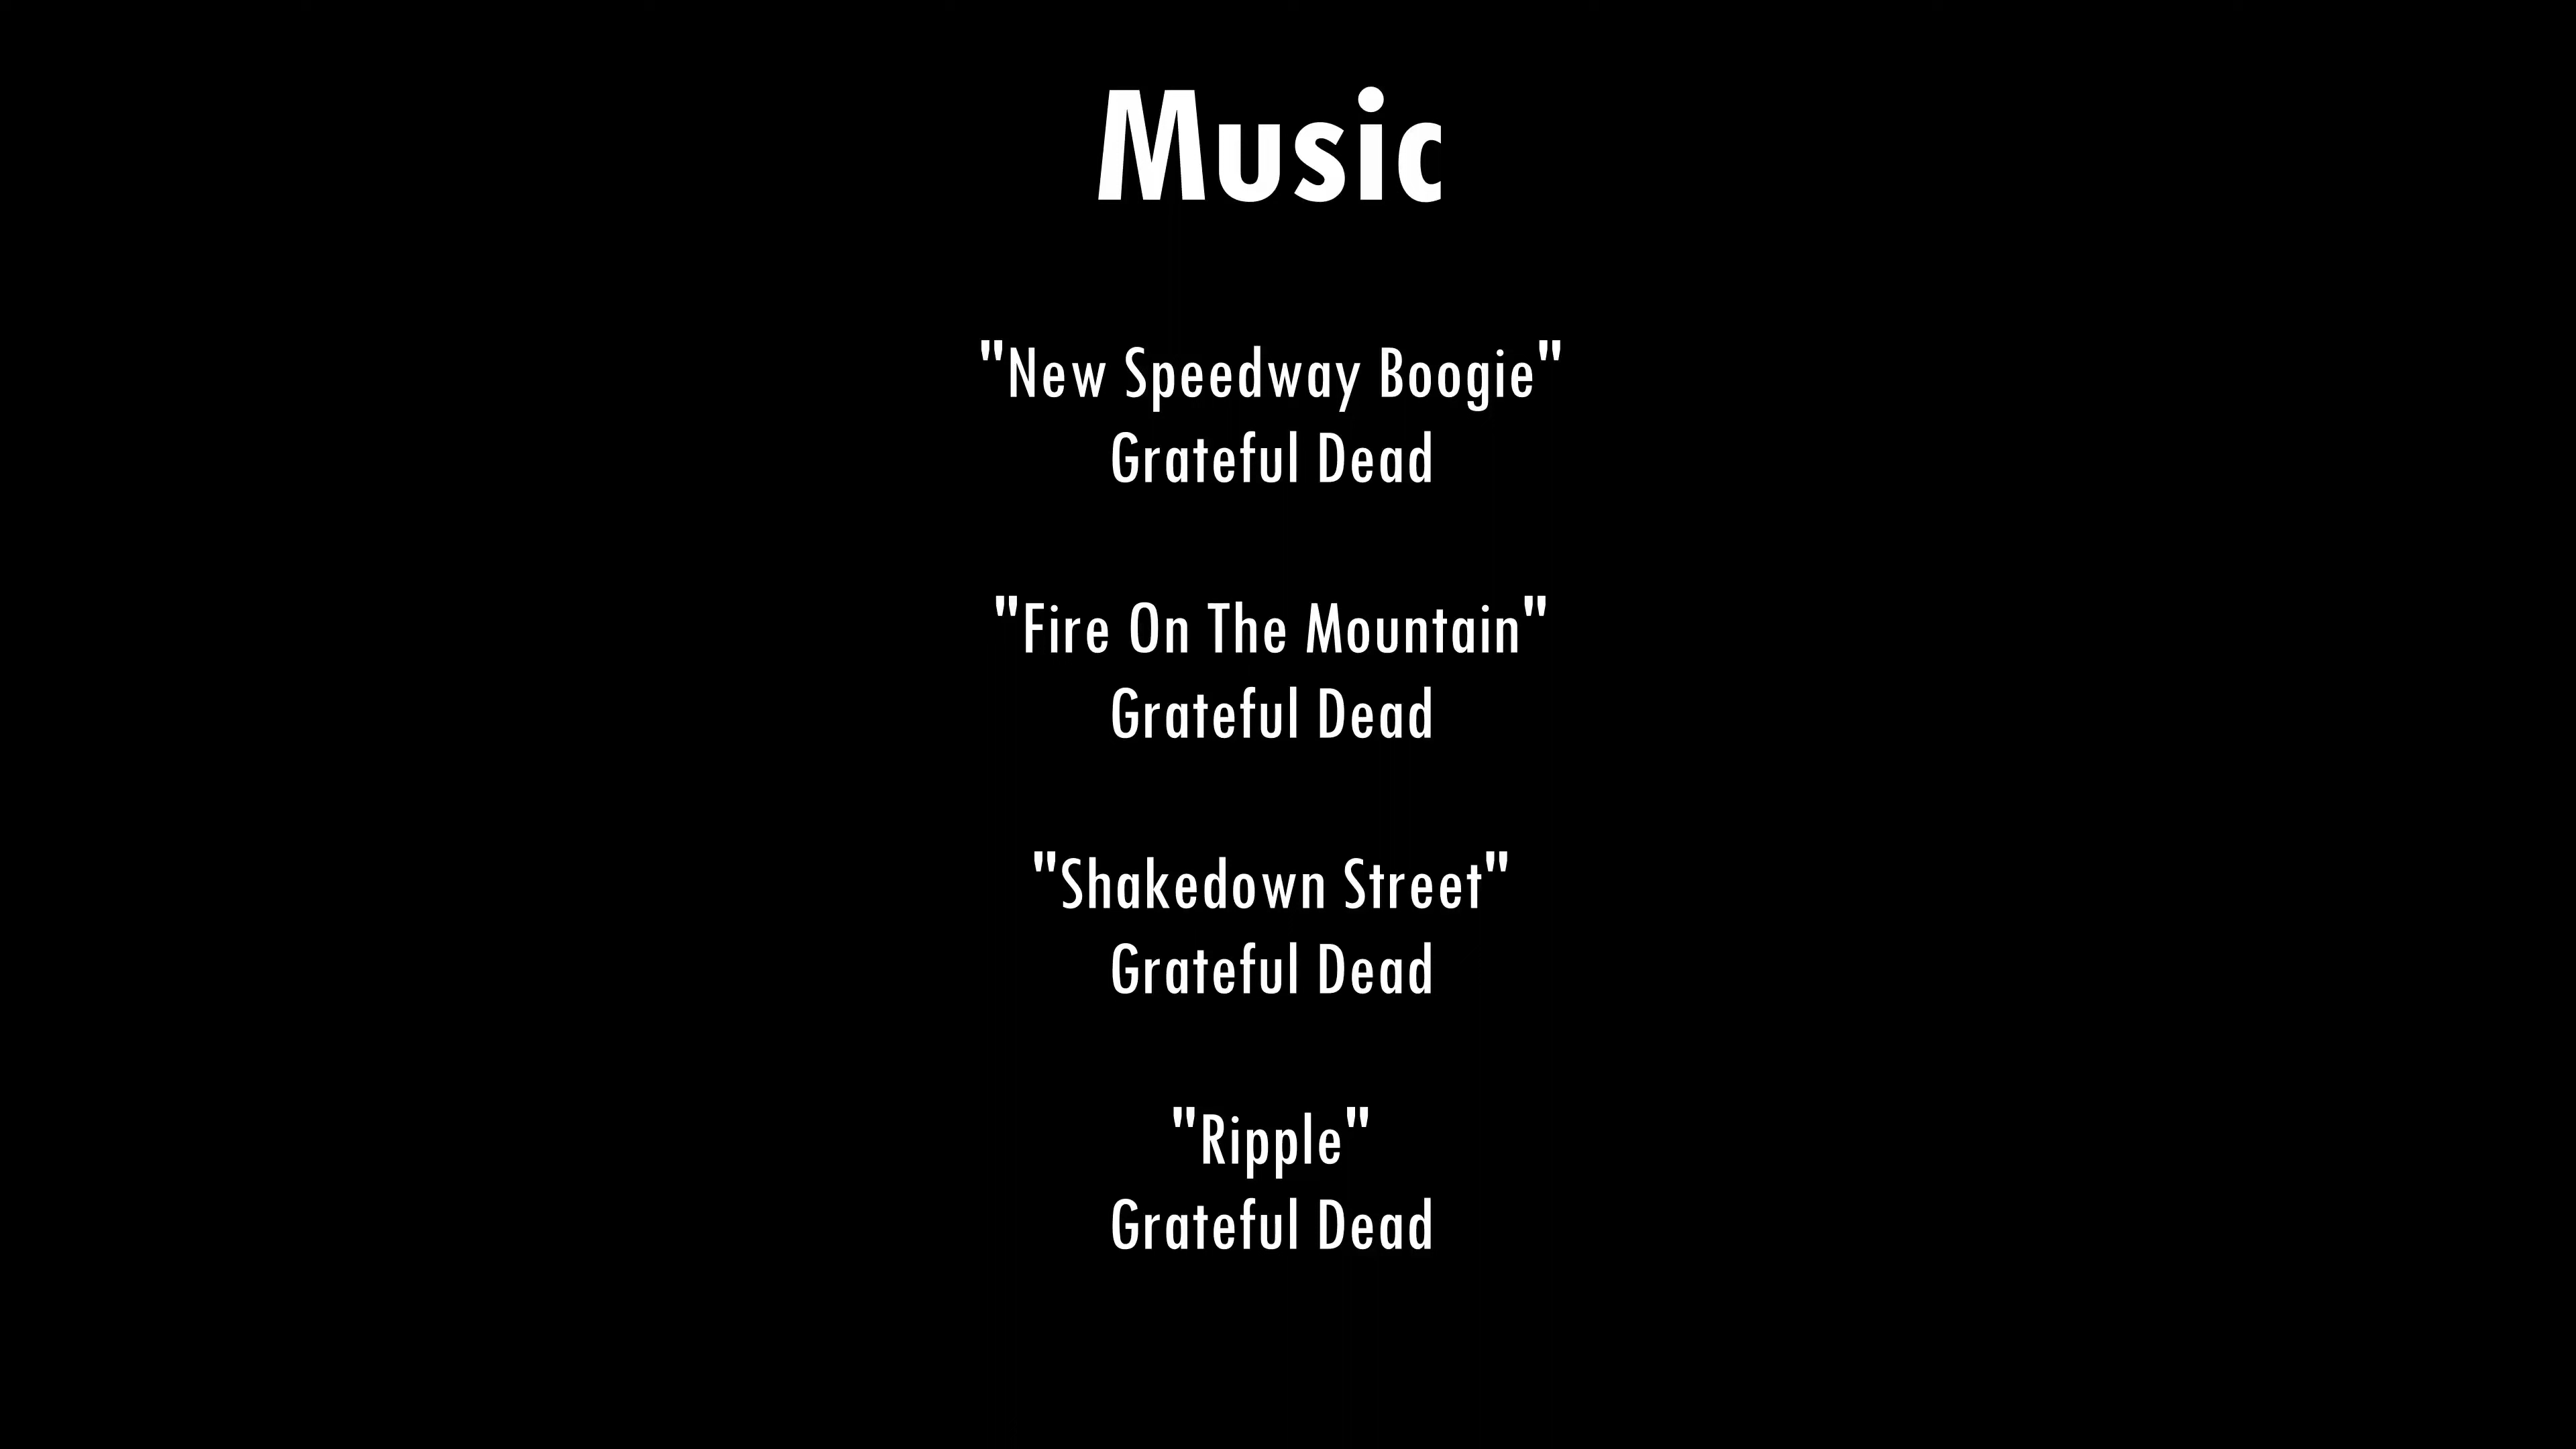 Music
"New Speedway Boogie"
Grateful Dead
"Fire On The Mountain"
Grateful Dead
"Shakedown Street"
Grateful Dead
"Ripple"
Grateful Dead